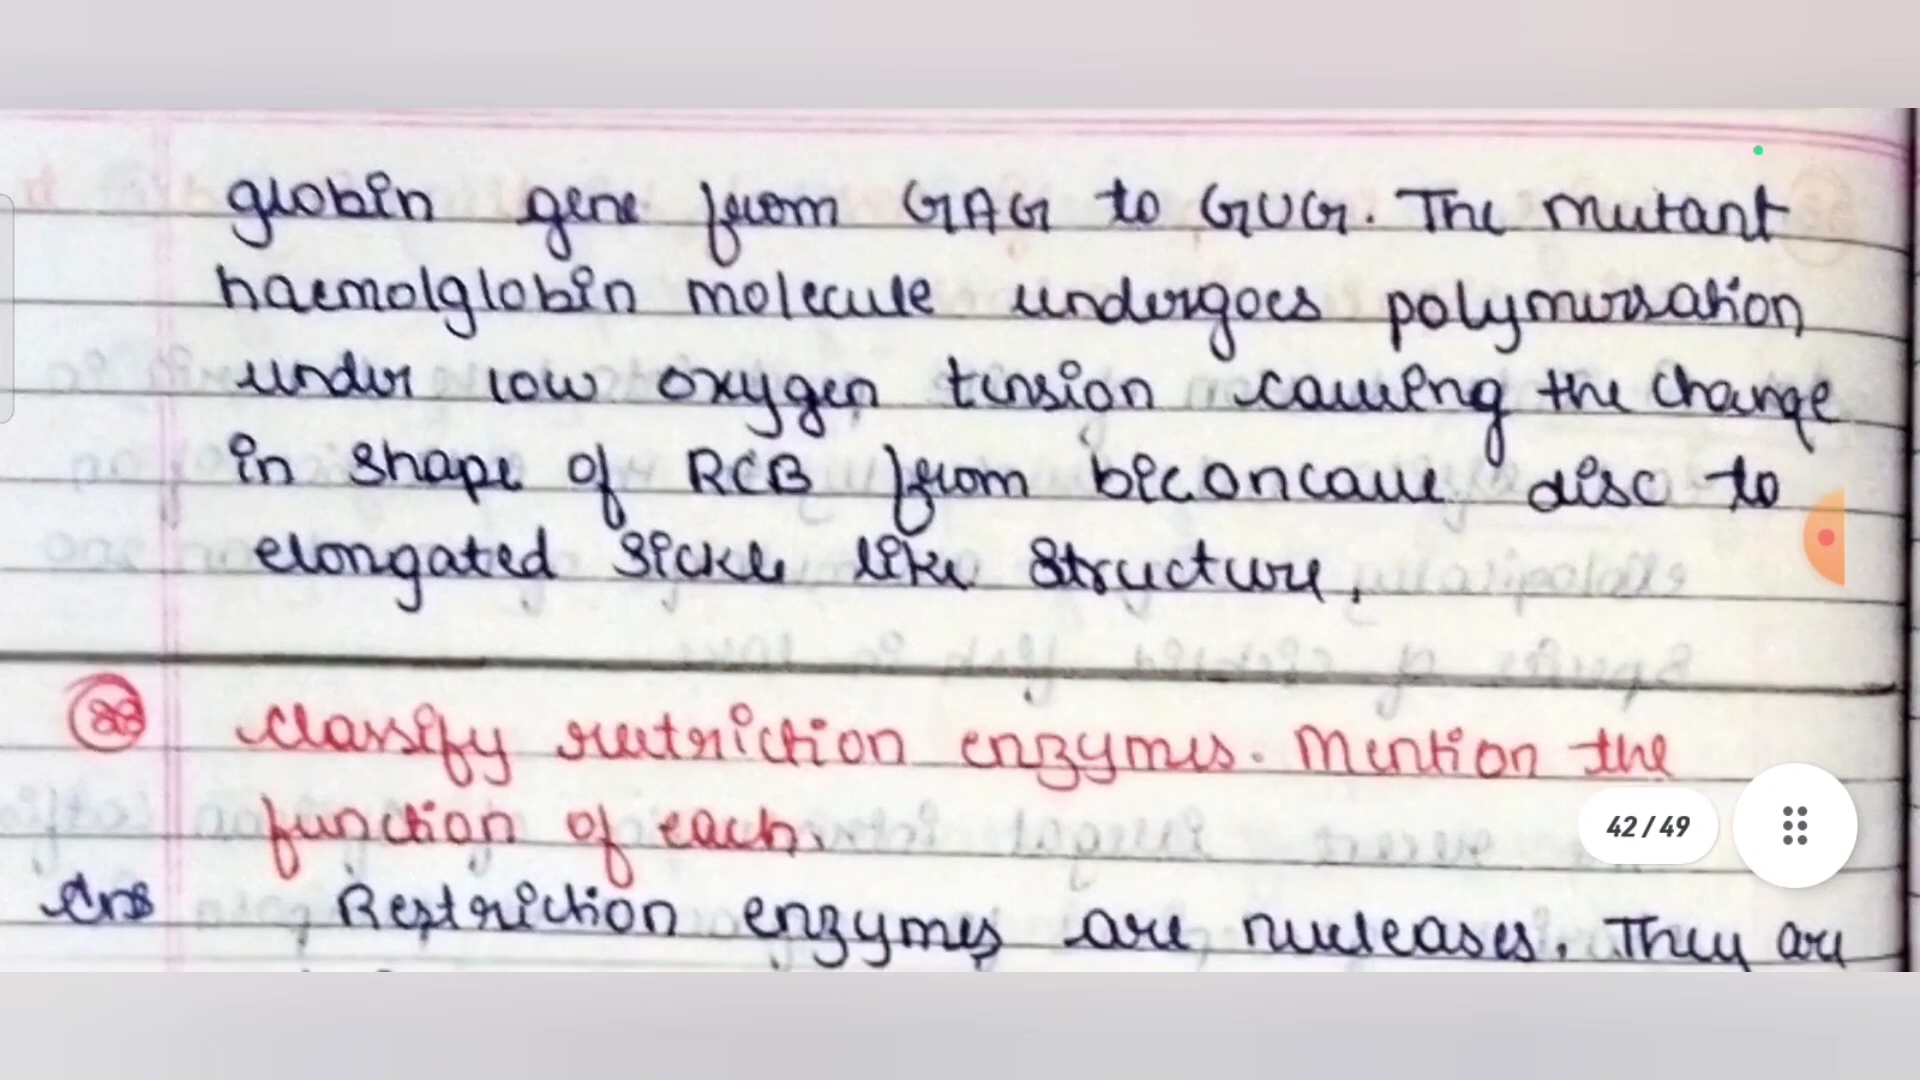 globin gene from GAG to GUG. The mutant
haemolglobin molecule undergoes polymersation
under low oxygen tension causing the change
in shape of RCB from biconcave disc to
elongated sickle like structure.
Classify restriction enzymes. Mention the
function of each.
42/49
Ans Restriction enzymes are nucleases. They are